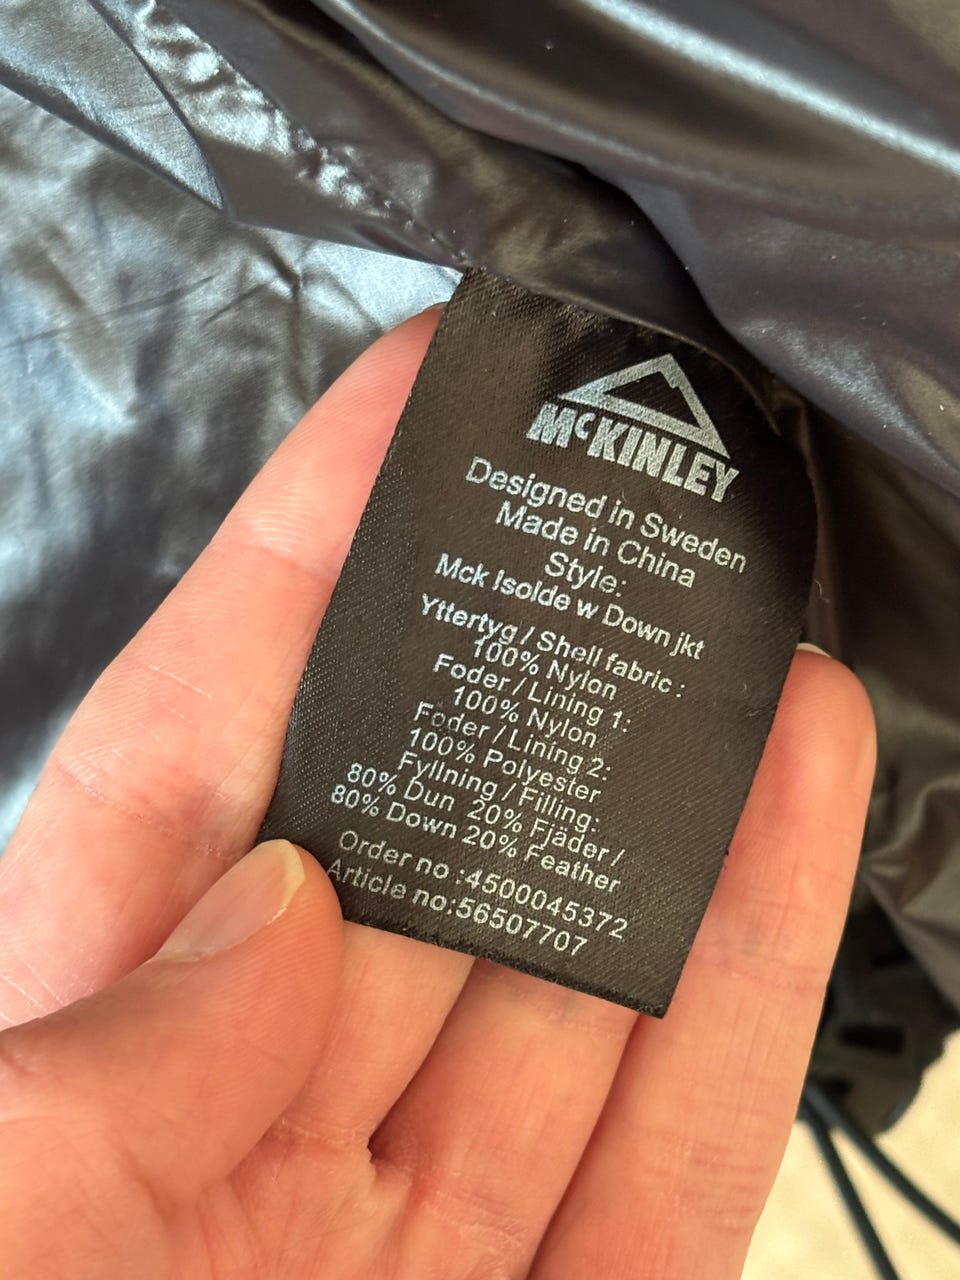 McKINLEY
Designed in Sweden
Made in China
Style:
Mck Isolde w Down jkt
Yttertyg / Shell fabric :
100% Nylon
Foder / Lining 1:
100% Nylon
Foder / Lining 2:
100% Polyester
Fyllning / Filling:
80% Dun 20% Fjäder /
80% Down 20% Feather
Order no :4500045372
Article no:56507707